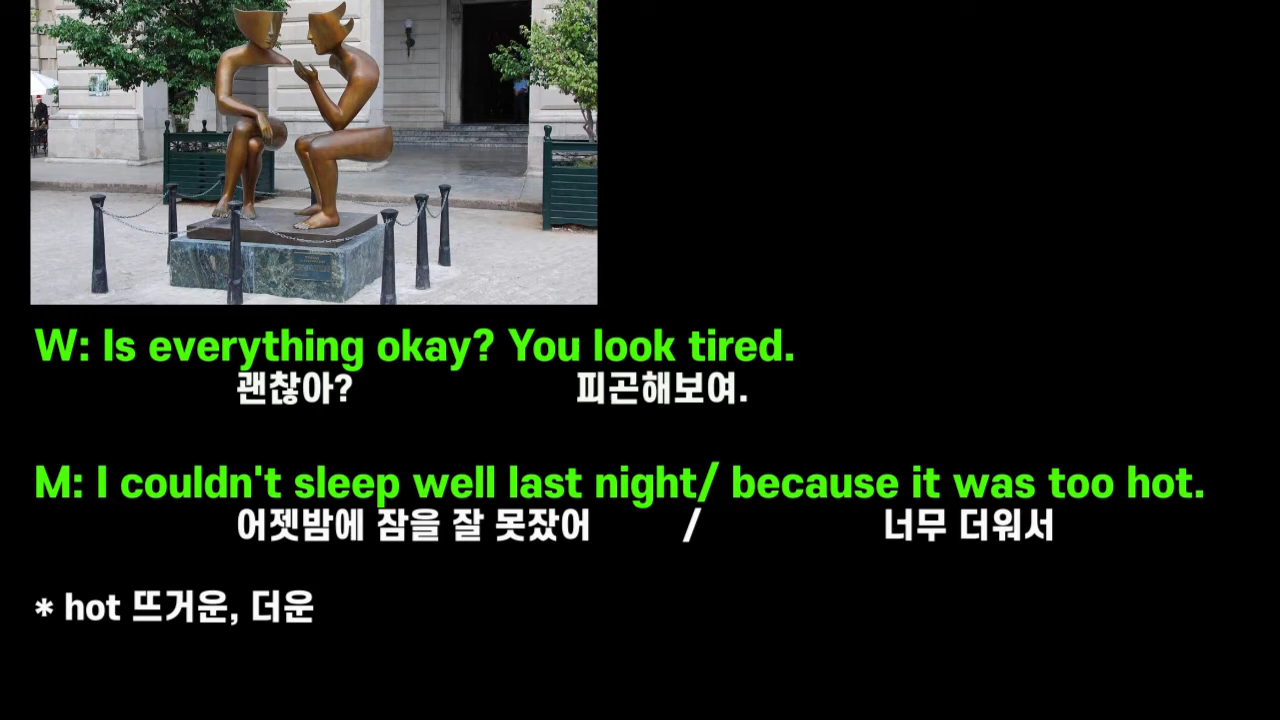 W: Is everything okay? You look tired.
괜찮아? 피곤해보여.
M: I couldn't sleep well last night/ because it was too hot.
어젯밤에 잠을 잘 못잤어 / 너무 더워서
* hot 뜨거운, 더운